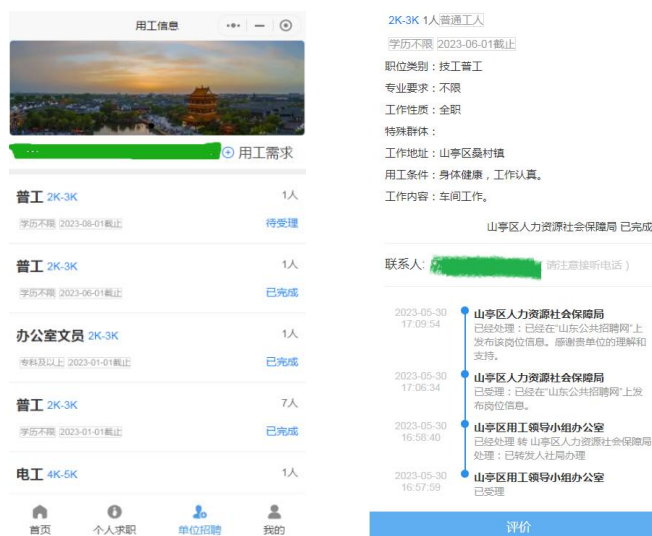 用工信息
用工需求
普工 2K-3K 1人
学历不限 2023-08-01截止 待受理
普工 2K-3K 1人
学历不限 2023-06-01截止 已完成
办公室文员 2K-3K 1人
专科及以上 2023-01-01截止 已完成
普工 2K-3K 7人
学历不限 2023-01-01截止 已完成
电工 4K-5K 1人
首页 个人求职 单位招聘 我的
2K-3K 1人 普通工人
学历不限 2023-06-01截止
职位类别：技工普工
专业要求：不限
工作性质：全职
特殊群体：
工作地址：山亭区桑村镇
用工条件：身体健康，工作认真。
工作内容：车间工作。
山亭区人力资源社会保障局 已完成
联系人: 请注意接听电话）
2023-05-30 山亭区人力资源社会保障局
17:09:54 已经处理：已经在“山东公共招聘网”上
发布该岗位信息。感谢贵单位的理解和
支持。
2023-05-30 山亭区人力资源社会保障局
17:06:34 已受理：已经在“山东公共招聘网”上发
布岗位信息。
2023-05-30 山亭区用工领导小组办公室
16:58:40 已经处理 转 山亭区人力资源社会保障局
处理：已转发人社局办理
2023-05-30 山亭区用工领导小组办公室
16:57:59 已受理
评价